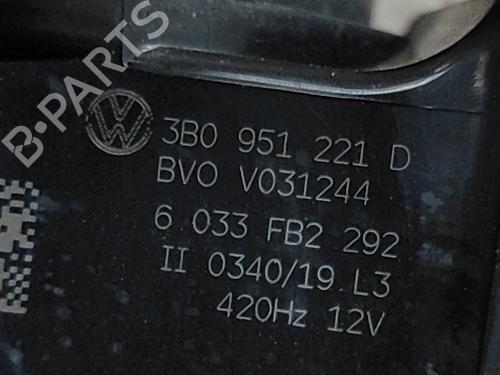 B-PARTS
3B0 951 221 D
BVO V031244
6 033 FB2 292
II 0340/19 L3
420Hz 12V